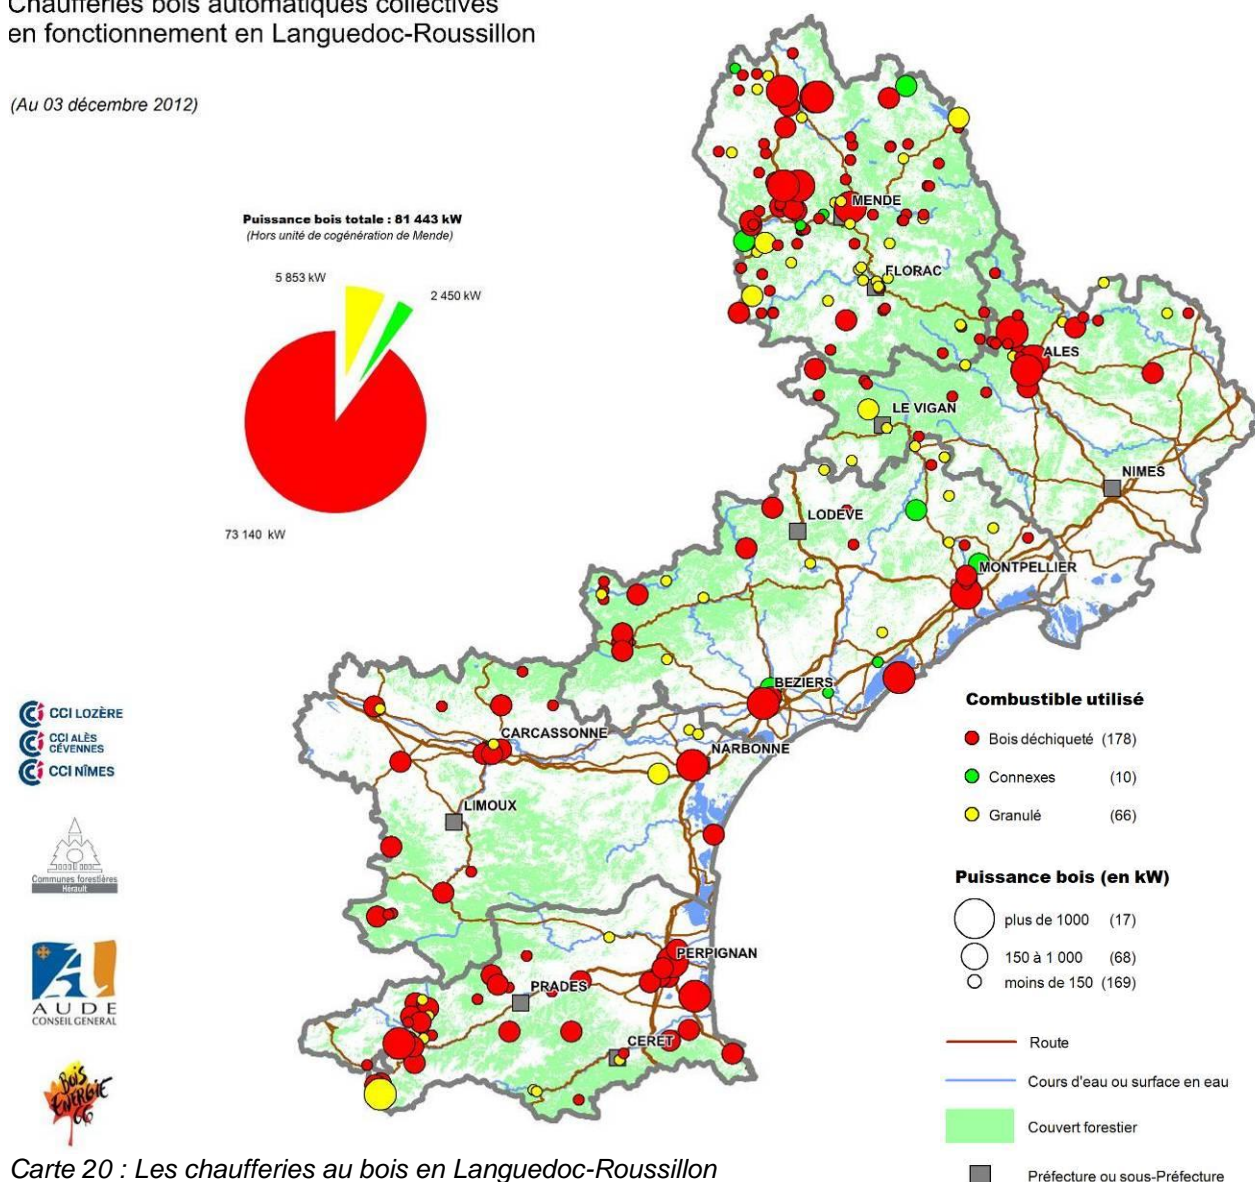 Chaufferies bois automatiques collectives
en fonctionnement en Languedoc-Roussillon
(Au 03 décembre 2012)
Puissance bois totale : 81 443 kW
(Hors unité de cogénération de Mende)
5 853 kW
2 450 kW
73 140 kW
MENDE
FLORAC
ALES
LE VIGAN
NIMES
LODEVE
MONTPELLIER
BEZIERS
CARCASSONNE
NARBONNE
LIMOUX
PERPIGNAN
PRADES
CERET
CCI LOZÈRE
CCI ALÈS
CÉVENNES
CCI NÎMES
Communes forestières
Hérault
AUDE
CONSEIL GENERAL
BOIS
ENERGIE
66
Combustible utilisé
Bois déchiqueté (178)
Connexes (10)
Granulé (66)
Puissance bois (en kW)
plus de 1000 (17)
150 à 1 000 (68)
moins de 150 (169)
Route
Cours d'eau ou surface en eau
Couvert forestier
Préfecture ou sous-Préfecture
Carte 20 : Les chaufferies au bois en Languedoc-Roussillon